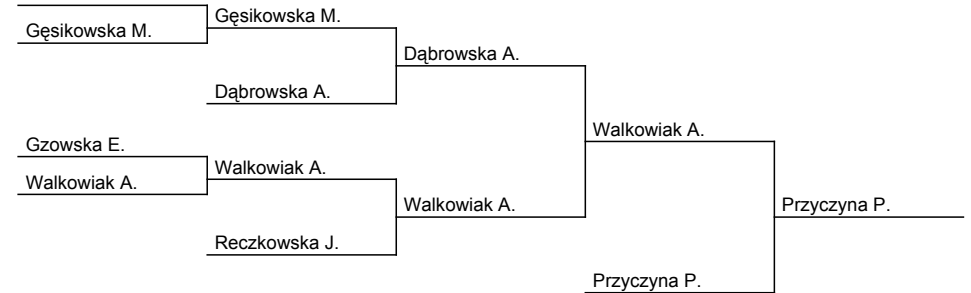 Gęsikowska M.
Gęsikowska M.
Dąbrowska A.
Dąbrowska A.
Walkowiak A.
Gzowska E.
Walkowiak A.
Walkowiak A.
Walkowiak A.
Przyczyna P.
Reczkowska J.
Przyczyna P.